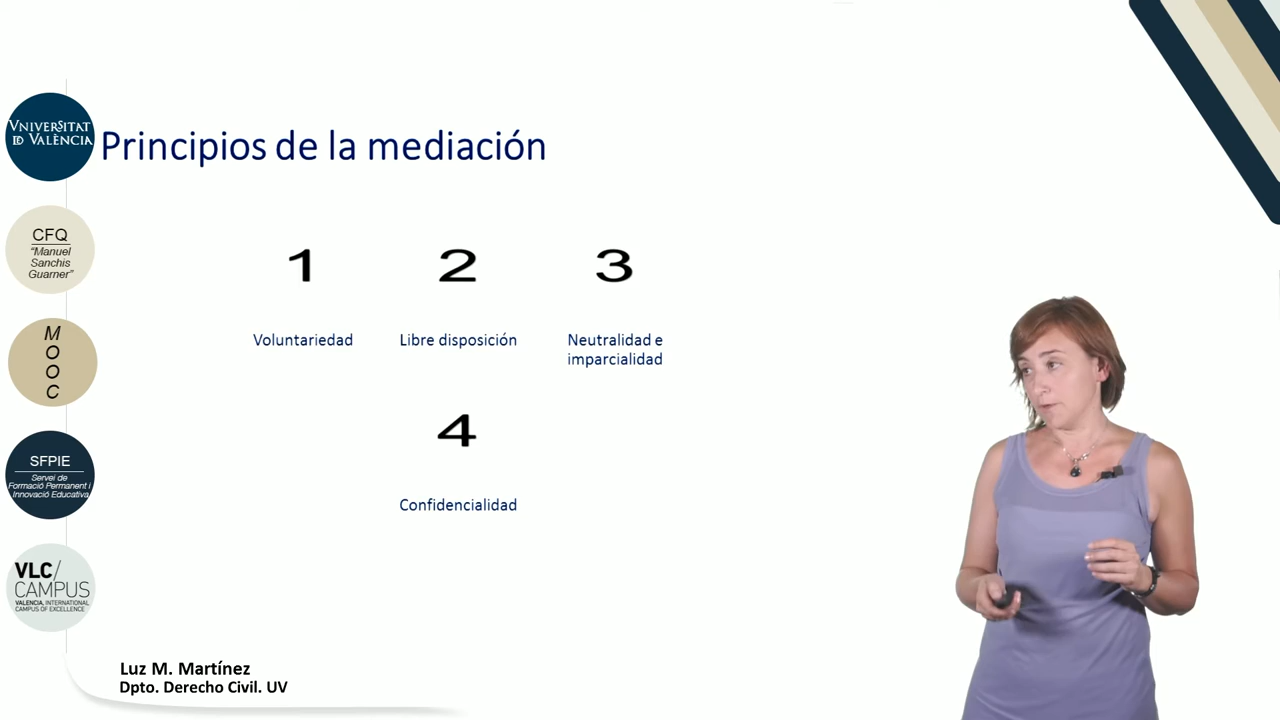 VNIVERSITAT
DE VALÈNCIA
Principios de la mediación
CFQ
"Manuel
Sanchis
Guarner"
1
2
3
Voluntariedad
Libre disposición
Neutralidad e
imparcialidad
M
O
O
C
4
Confidencialidad
SFPIE
Servei de
Formació Permanent i
Innovació Educativa
VLC/
CAMPUS
VALENCIA, INTERNATIONAL
CAMPUS OF EXCELLENCE
Luz M. Martínez
Dpto. Derecho Civil. UV